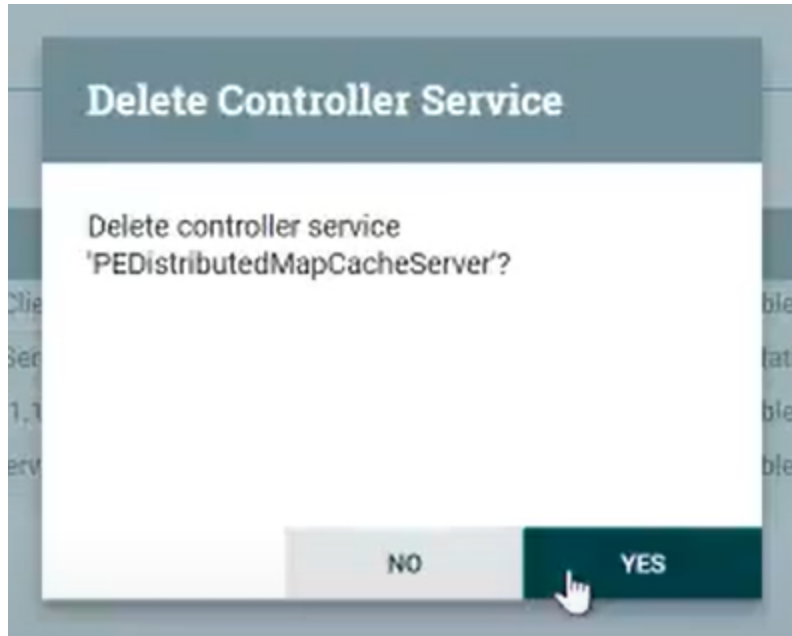 Delete Controller Service
Delete controller service
'PEDistributedMapCacheServer'?
NO
YES